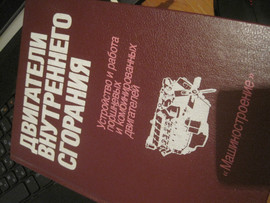 ДВИГАТЕЛИ
ВНУТРЕННЕГО
СГОРАНИЯ
Устройство и работа
поршневых
и комбинированных
двигателей
«Машиностроение»